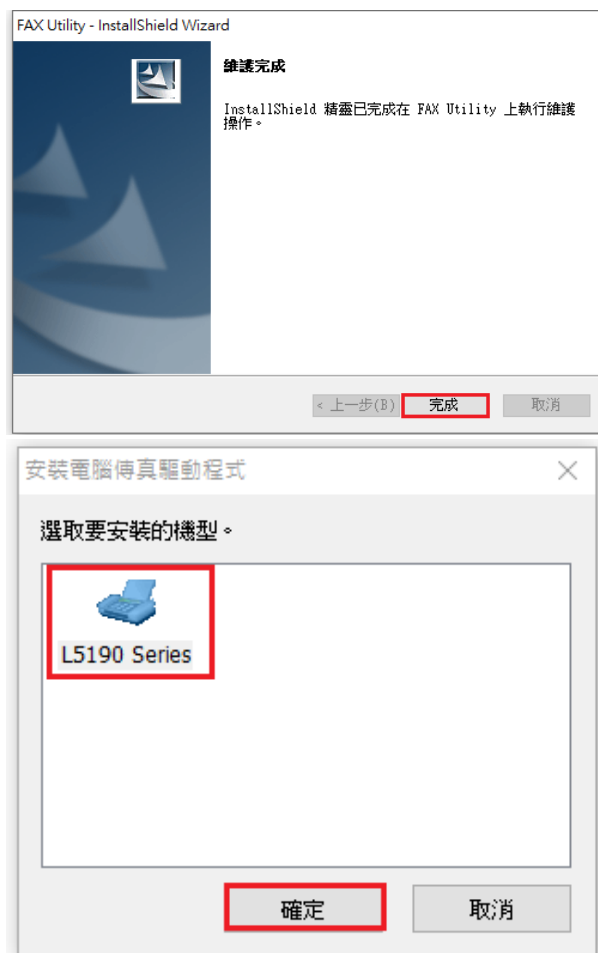 FAX Utility - InstallShield Wizard
維護完成
InstallShield 精靈已完成在 FAX Utility 上執行維護
操作。
< 上一步(B)
完成
取消
安裝電腦傳真驅動程式
選取要安裝的機型。
L5190 Series
確定
取消